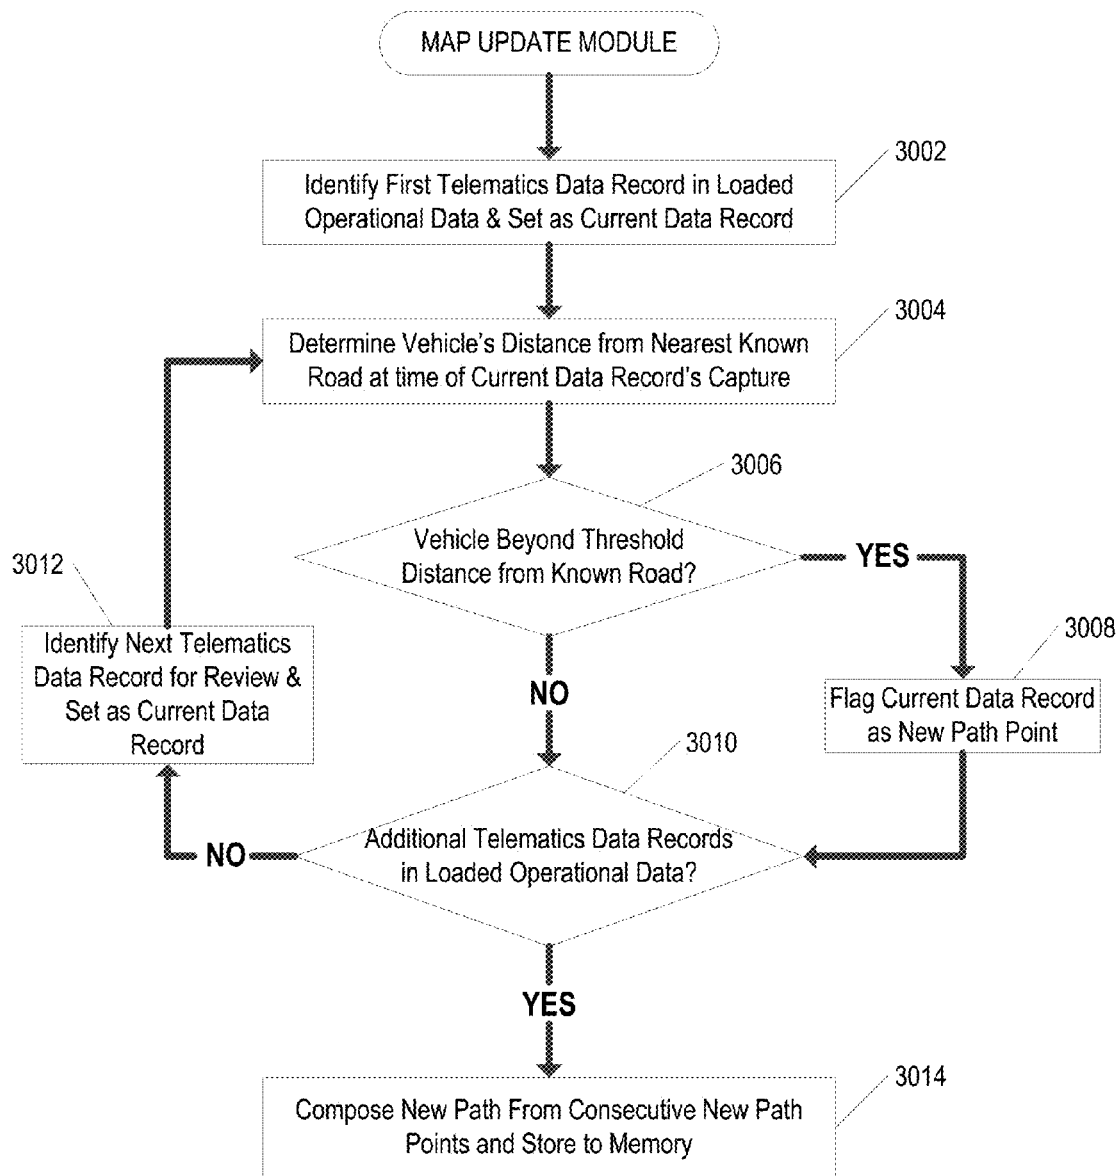 MAP UPDATE MODULE
3002
Identify First Telematics Data Record in Loaded
Operational Data & Set as Current Data Record
3004
Determine Vehicle's Distance from Nearest Known
Road at time of Current Data Record's Capture
3006
Vehicle Beyond Threshold
Distance from Known Road?
YES
3012
Identify Next Telematics
Data Record for Review &
Set as Current Data
Record
3008
Flag Current Data Record
as New Path Point
NO
3010
Additional Telematics Data Records
in Loaded Operational Data?
NO
YES
3014
Compose New Path From Consecutive New Path
Points and Store to Memory